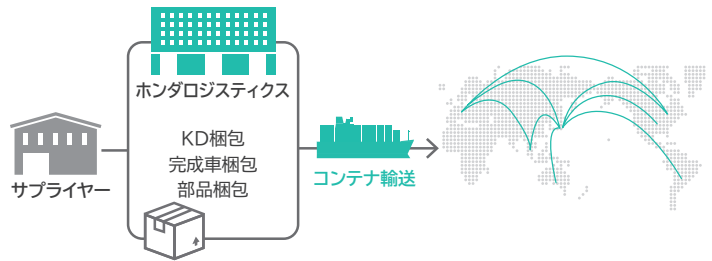 ホンダロジスティクス
KD梱包
完成車梱包
部品梱包
サプライヤー
コンテナ輸送